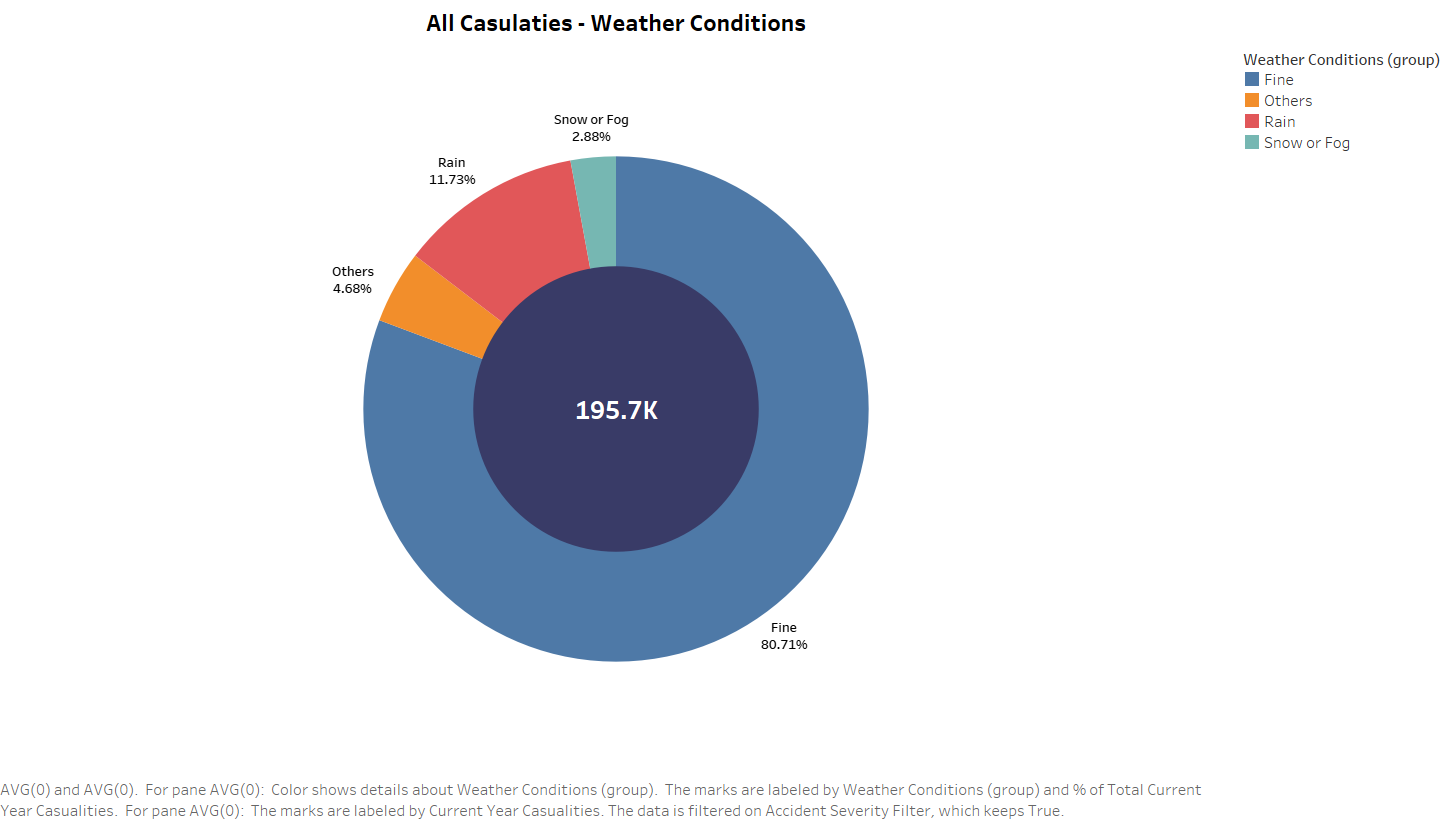 All Casulaties - Weather Conditions
Weather Conditions (group)
Fine
Others
Rain
Snow or Fog
Snow or Fog
2.88%
Rain
11.73%
Others
4.68%
195.7K
Fine
80.71%
AVG(0) and AVG(0).  For pane AVG(0):  Color shows details about Weather Conditions (group).  The marks are labeled by Weather Conditions (group) and % of Total Current
Year Casualities.  For pane AVG(0):  The marks are labeled by Current Year Casualities. The data is filtered on Accident Severity Filter, which keeps True.